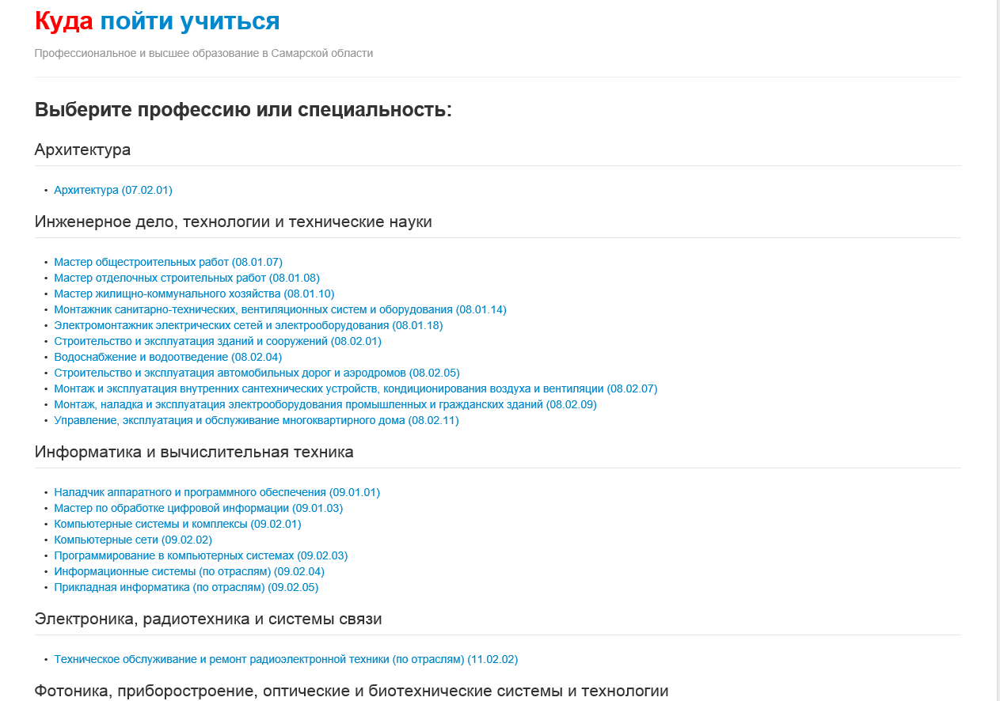 Куда пойти учиться
Профессиональное и высшее образование в Самарской области
Выберите профессию или специальность:
Архитектура
• Архитектура (07.02.01)
Инженерное дело, технологии и технические науки
• Мастер общестроительных работ (08.01.07)
• Мастер отделочных строительных работ (08.01.08)
• Мастер жилищно-коммунального хозяйства (08.01.10)
• Монтажник санитарно-технических, вентиляционных систем и оборудования (08.01.14)
• Электромонтажник электрических сетей и электрооборудования (08.01.18)
• Строительство и эксплуатация зданий и сооружений (08.02.01)
• Водоснабжение и водоотведение (08.02.04)
• Строительство и эксплуатация автомобильных дорог и аэродромов (08.02.05)
• Монтаж и эксплуатация внутренних сантехнических устройств, кондиционирования воздуха и вентиляции (08.02.07)
• Монтаж, наладка и эксплуатация электрооборудования промышленных и гражданских зданий (08.02.09)
• Управление, эксплуатация и обслуживание многоквартирного дома (08.02.11)
Информатика и вычислительная техника
• Наладчик аппаратного и программного обеспечения (09.01.01)
• Мастер по обработке цифровой информации (09.01.03)
• Компьютерные системы и комплексы (09.02.01)
• Компьютерные сети (09.02.02)
• Программирование в компьютерных системах (09.02.03)
• Информационные системы (по отраслям) (09.02.04)
• Прикладная информатика (по отраслям) (09.02.05)
Электроника, радиотехника и системы связи
• Техническое обслуживание и ремонт радиоэлектронной техники (по отраслям) (11.02.02)
Фотоника, приборостроение, оптические и биотехнические системы и технологии